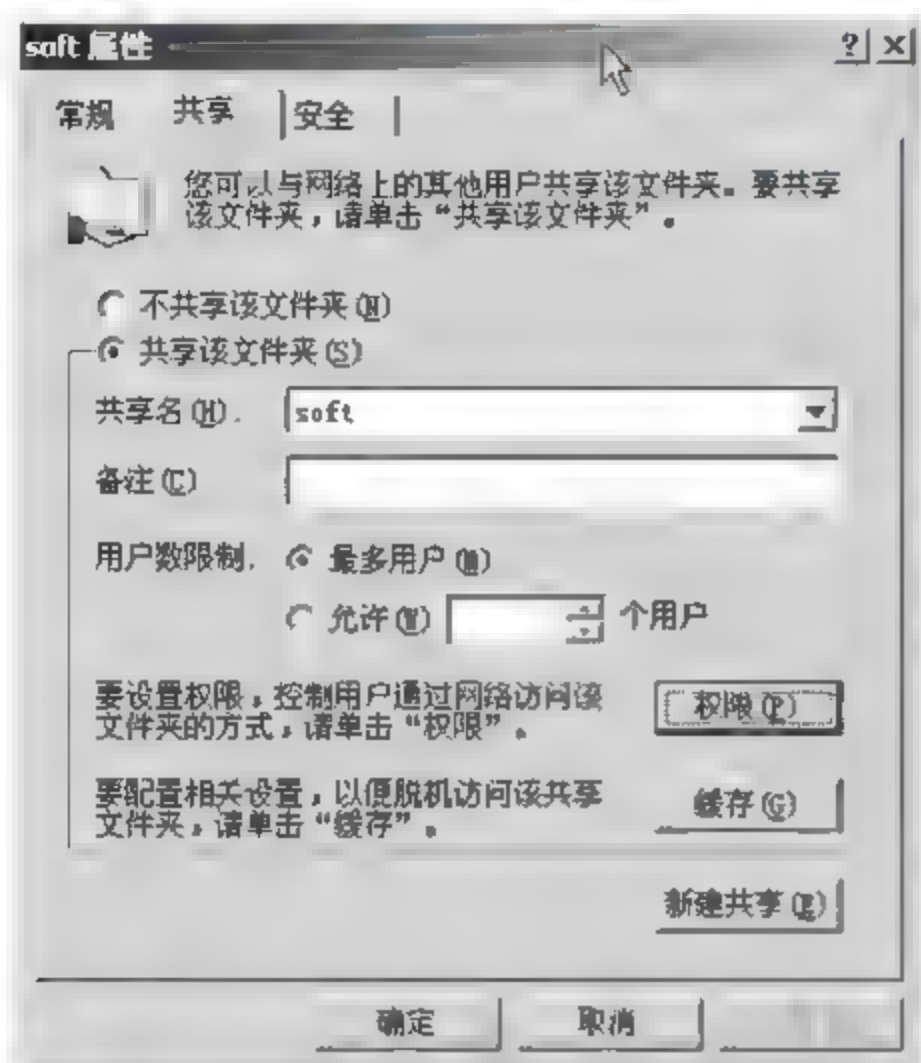 soft 属性
常规 共享 安全
您可以与网络上的其他用户共享该文件夹。要共享
该文件夹，请单击“共享该文件夹”。
不共享该文件夹(N)
共享该文件夹(S)
共享名(H). soft
备注(C)
用户数限制. 最多用户(M)
允许(W) 个用户
要设置权限，控制用户通过网络访问该
文件夹的方式，请单击“权限”。
权限(P)
要配置相关设置，以便脱机访问该共享
文件夹，请单击“缓存”。
缓存(G)
新建共享(E)
确定 取消